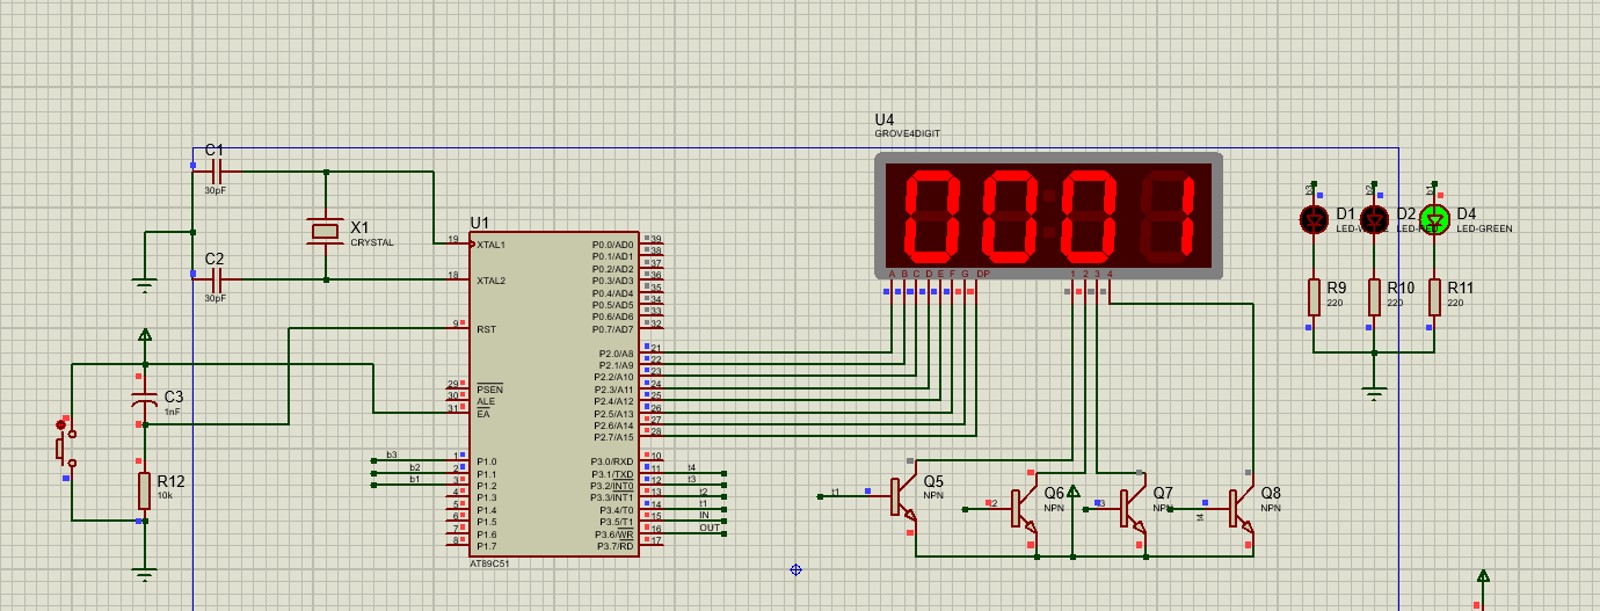 U4
GROVE4DIGIT
C1
30pF
X1
CRYSTAL
C2
30pF
U1
19 XTAL1
18 XTAL2
9 RST
29 PSEN
30 ALE
31 EA
1 P1.0
2 P1.1
3 P1.2
4 P1.3
5 P1.4
6 P1.5
7 P1.6
8 P1.7
b3
b2
b1
P0.0/AD0 39
P0.1/AD1 38
P0.2/AD2 37
P0.3/AD3 36
P0.4/AD4 35
P0.5/AD5 34
P0.6/AD6 33
P0.7/AD7 32
P2.0/A8 21
P2.1/A9 22
P2.2/A10 23
P2.3/A11 24
P2.4/A12 25
P2.5/A13 26
P2.6/A14 27
P2.7/A15 28
P3.0/RXD 10
P3.1/TXD 11 t4
P3.2/INT0 12 t3
P3.3/INT1 13 t2
P3.4/T0 14 t1
P3.5/T1 15 IN
P3.6/WR 16 OUT
P3.7/RD 17
AT89C51
C3
1nF
R12
10k
0001
A B C D E F G DP 1 2 3 4
t1
Q5
NPN
Q6
NPN
Q7
NPN
t4
Q8
NPN
b3 b2 b1
D1
D2
D4
LED-GREEN
R9
220
R10
220
R11
220